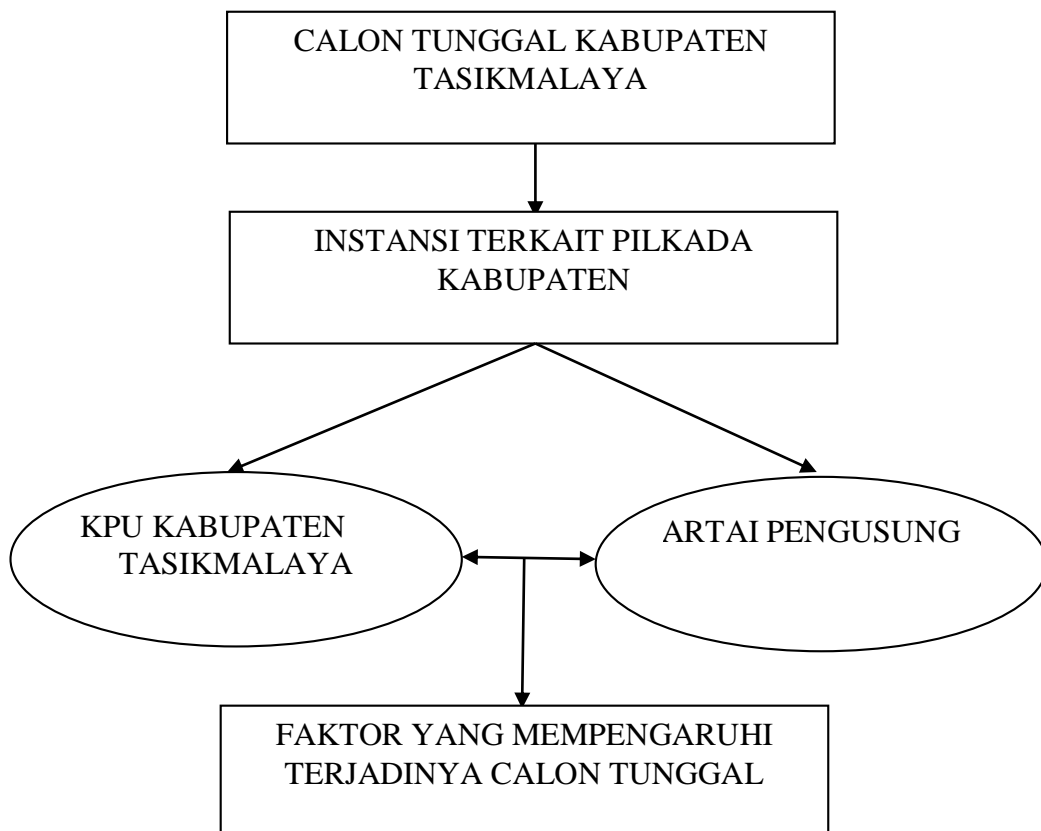 CALON TUNGGAL KABUPATEN
TASIKMALAYA
INSTANSI TERKAIT PILKADA
KABUPATEN
KPU KABUPATEN
TASIKMALAYA
ARTAI PENGUSUNG
FAKTOR YANG MEMPENGARUHI
TERJADINYA CALON TUNGGAL